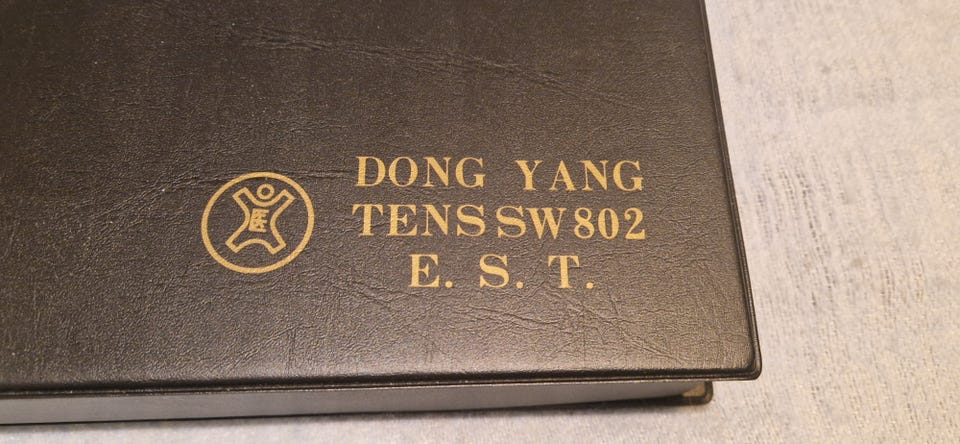 DONG YANG
TENS SW802
E. S. T.